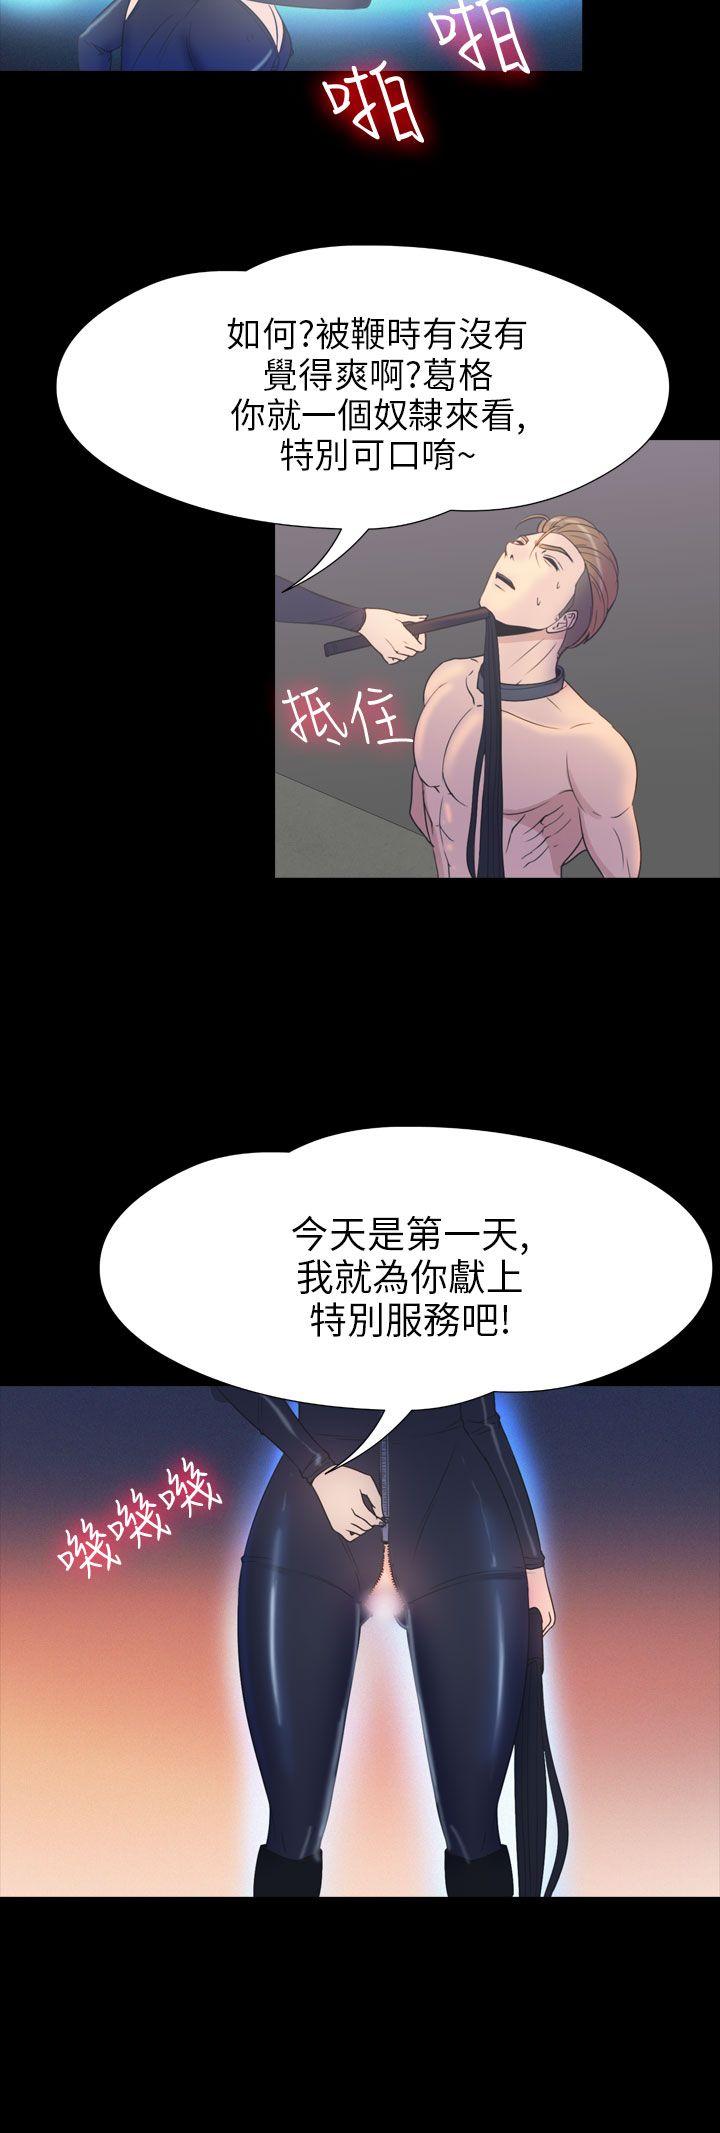 啪
啪
如何?被鞭時有沒有
覺得爽啊?葛格
你就一個奴隸來看,
特別可口唷~
抵住
今天是第一天,
我就為你獻上
特別服務吧!
嘰嘰嘰